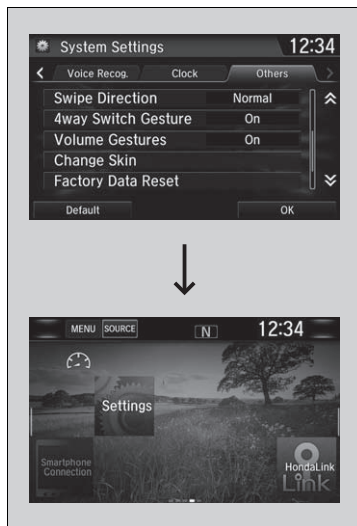 System Settings 12:34
Voice Recog. Clock Others
Swipe Direction Normal
4way Switch Gesture On
Volume Gestures On
Change Skin
Factory Data Reset
Default OK
MENU SOURCE N 12:34
Settings
Smartphone
Connection
HondaLink
Link